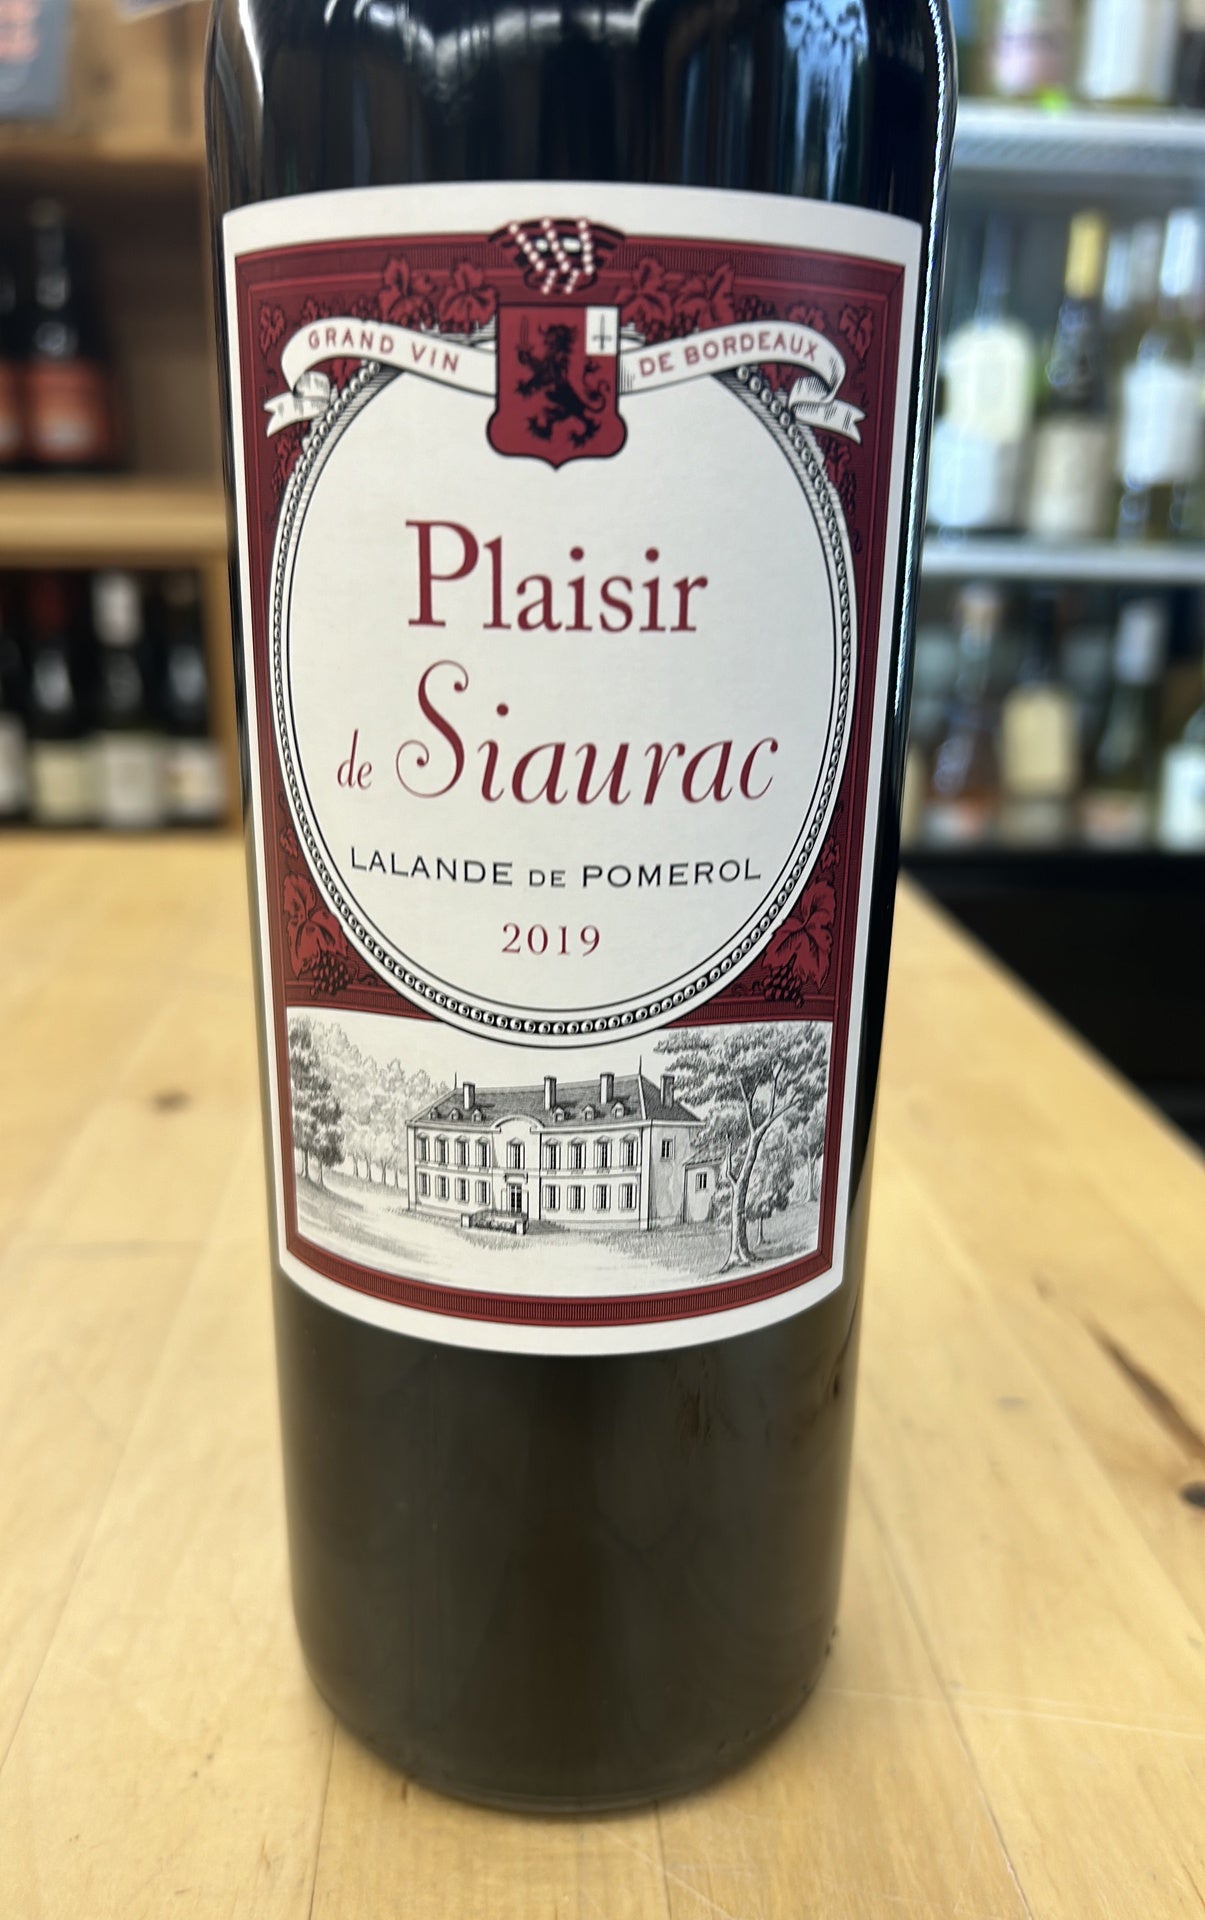 GRAND VIN DE BORDEAUX
Plaisir
de Siaurac
LALANDE DE POMEROL
2019